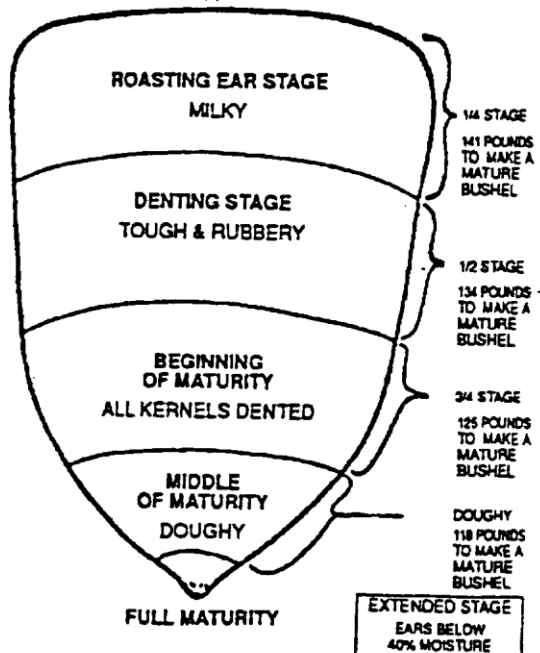 ROASTING EAR STAGE
MILKY
1/4 STAGE
141 POUNDS
TO MAKE A
MATURE
BUSHEL
DENTING STAGE
TOUGH & RUBBERY
1/2 STAGE
134 POUNDS
TO MAKE A
MATURE
BUSHEL
BEGINNING
OF MATURITY
ALL KERNELS DENTED
3/4 STAGE
125 POUNDS
TO MAKE A
MATURE
BUSHEL
MIDDLE
OF MATURITY
DOUGHY
DOUGHY
118 POUNDS
TO MAKE A
MATURE
BUSHEL
FULL MATURITY
EXTENDED STAGE
EARS BELOW
40% MOISTURE